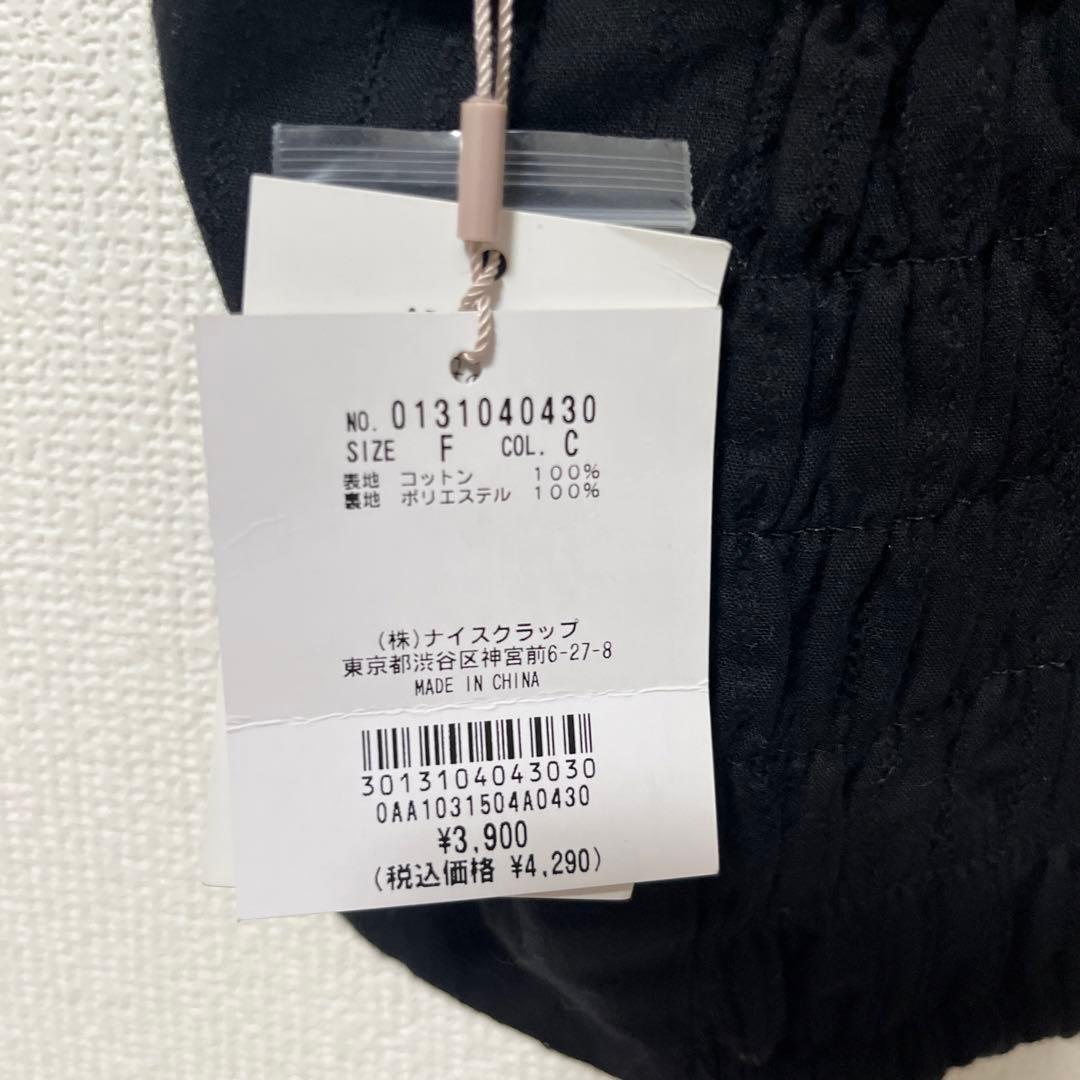 NO. 0131040430
SIZE F COL. C
表地 コットン 100%
裏地 ポリエステル 100%
(株)ナイスクラップ
東京都渋谷区神宮前6-27-8
MADE IN CHINA
3013104043030
0AA1031504A0430
¥3,900
(税込価格 ¥4,290)